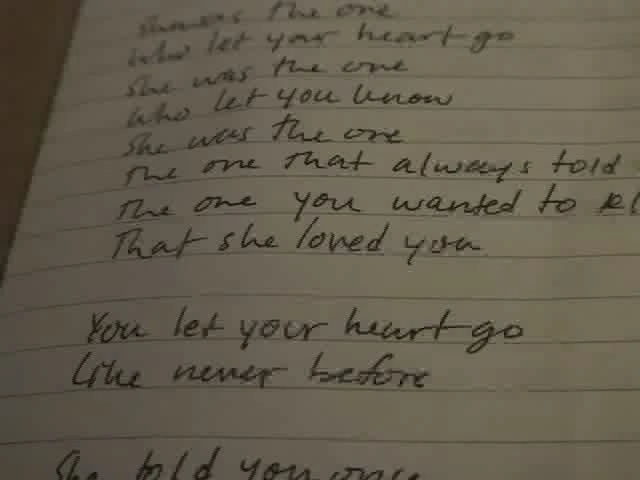 She was the one
who let your heart go
She was the one
who let you know
She was the one
The one that always told
The one you wanted to
That she loved you
You let your heart go
Like never before
She told you once